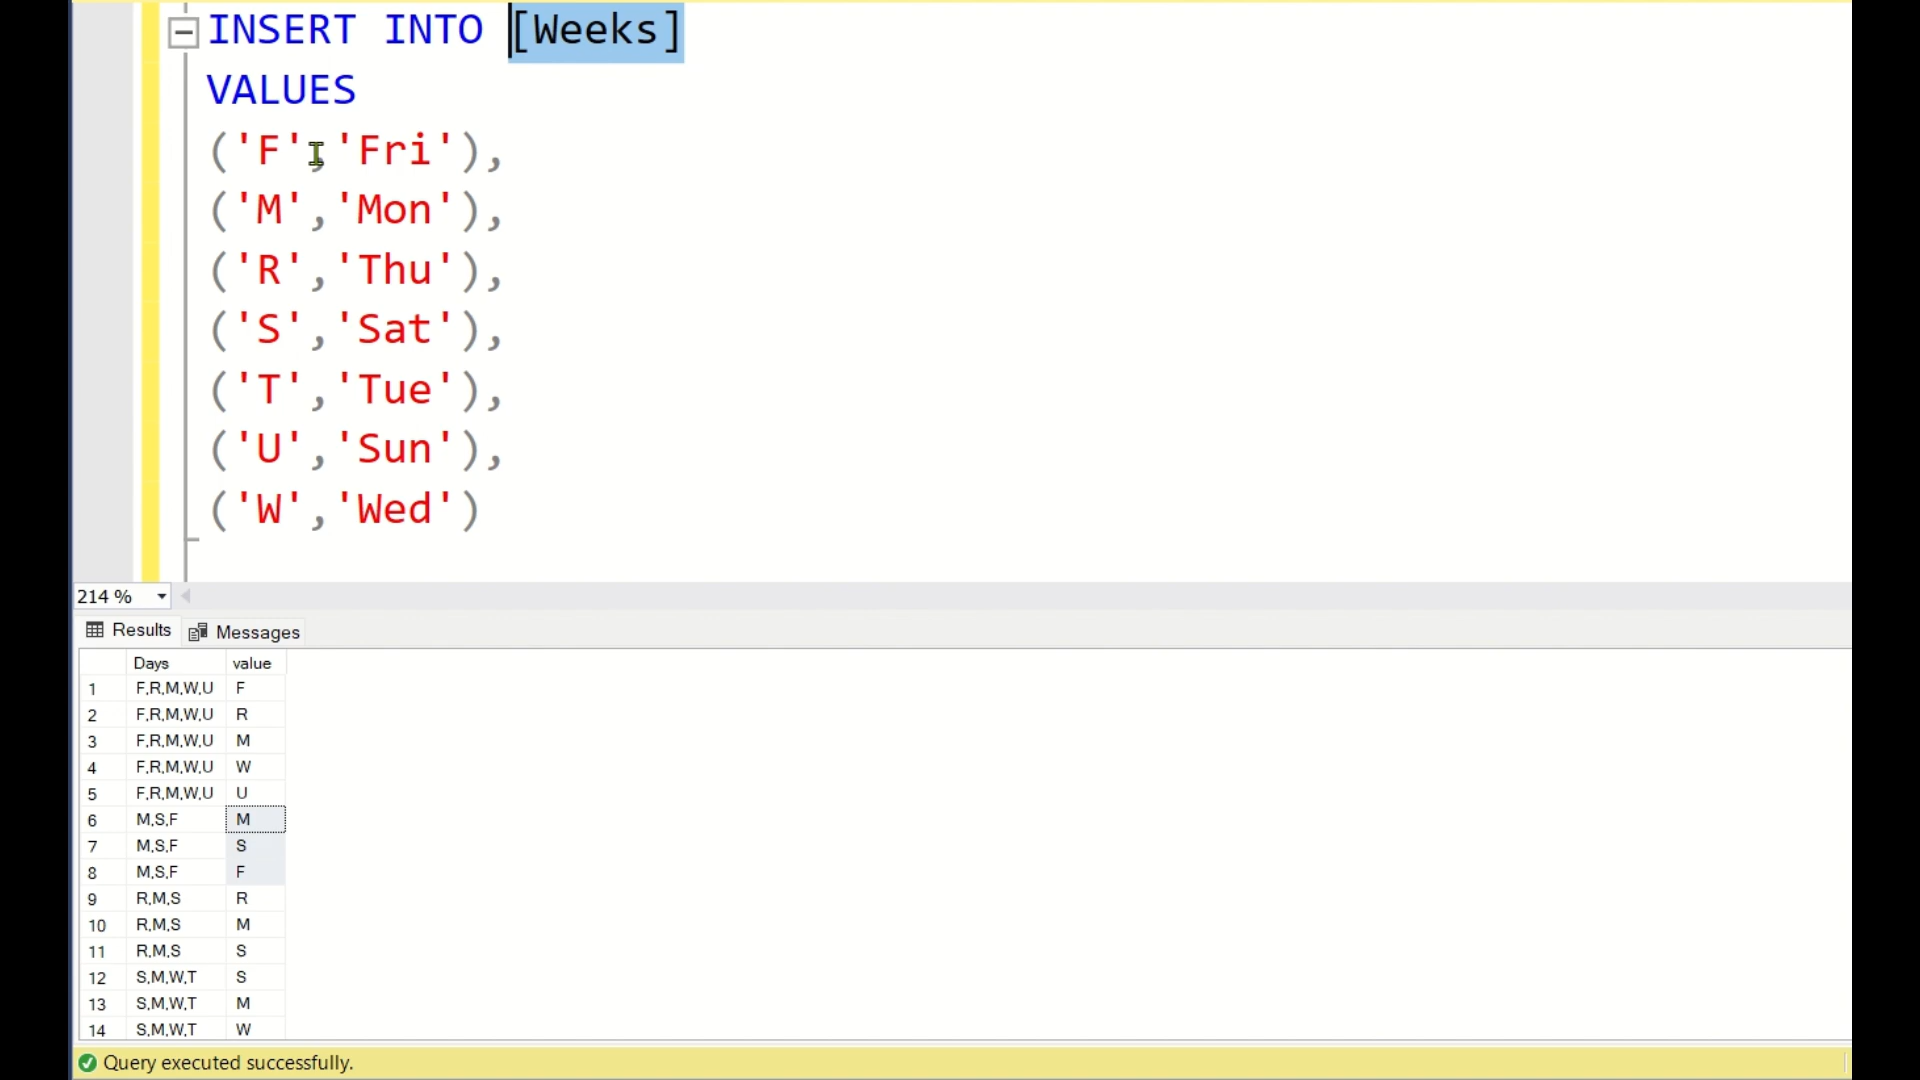 INSERT INTO [Weeks]
VALUES
('F','Fri'),
('M','Mon'),
('R','Thu'),
('S','Sat'),
('T','Tue'),
('U','Sun'),
('W','Wed')
214 %
Results Messages
Days value
1 F,R,M,W,U F
2 F,R,M,W,U R
3 F,R,M,W,U M
4 F,R,M,W,U W
5 F,R,M,W,U U
6 M,S,F M
7 M,S,F S
8 M,S,F F
9 R,M,S R
10 R,M,S M
11 R,M,S S
12 S,M,W,T S
13 S,M,W,T M
14 S,M,W,T W
Query executed successfully.